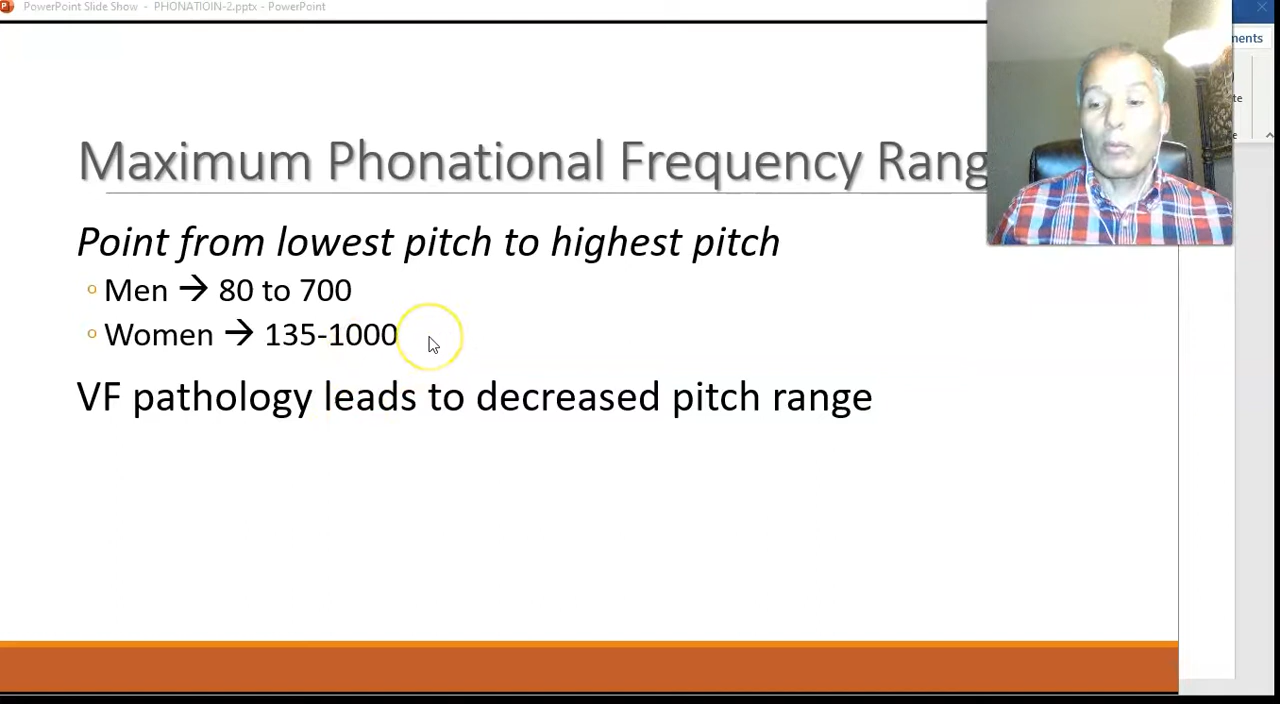 PowerPoint Slide Show - PHONATIOIN-2.pptx - PowerPoint
Maximum Phonational Frequency Rang
Point from lowest pitch to highest pitch
Men → 80 to 700
Women → 135-1000
VF pathology leads to decreased pitch range